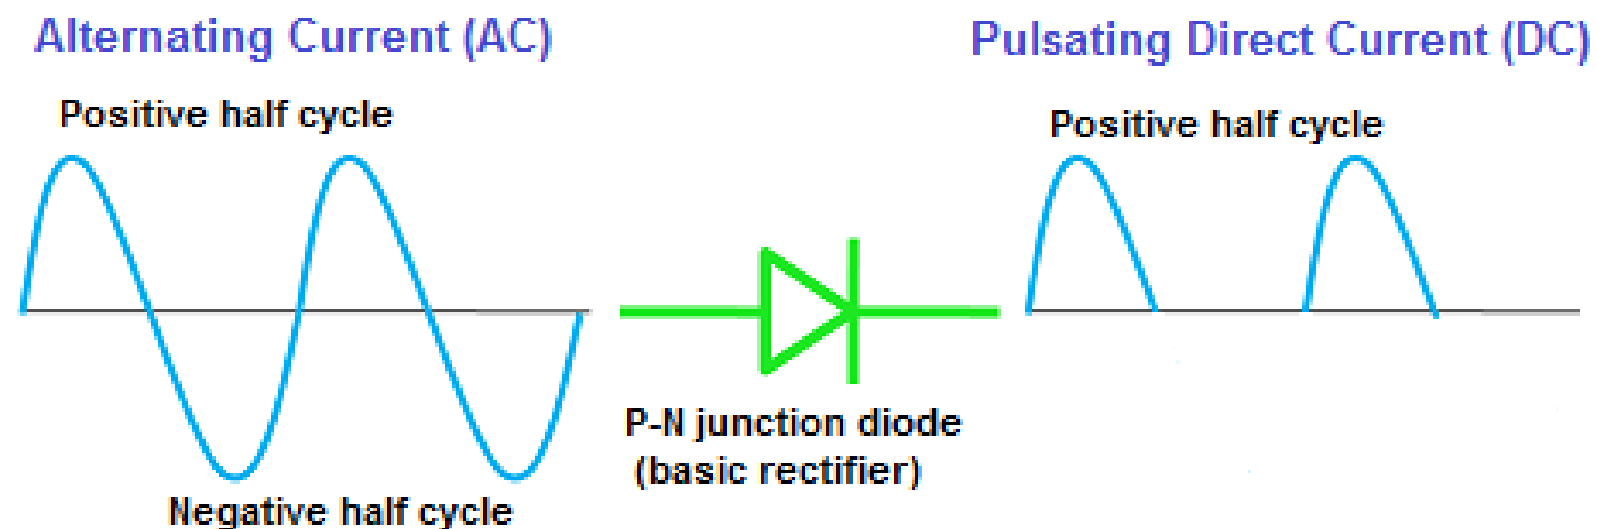 Alternating Current (AC)
Pulsating Direct Current (DC)
Positive half cycle
Positive half cycle
P-N junction diode
(basic rectifier)
Negative half cycle